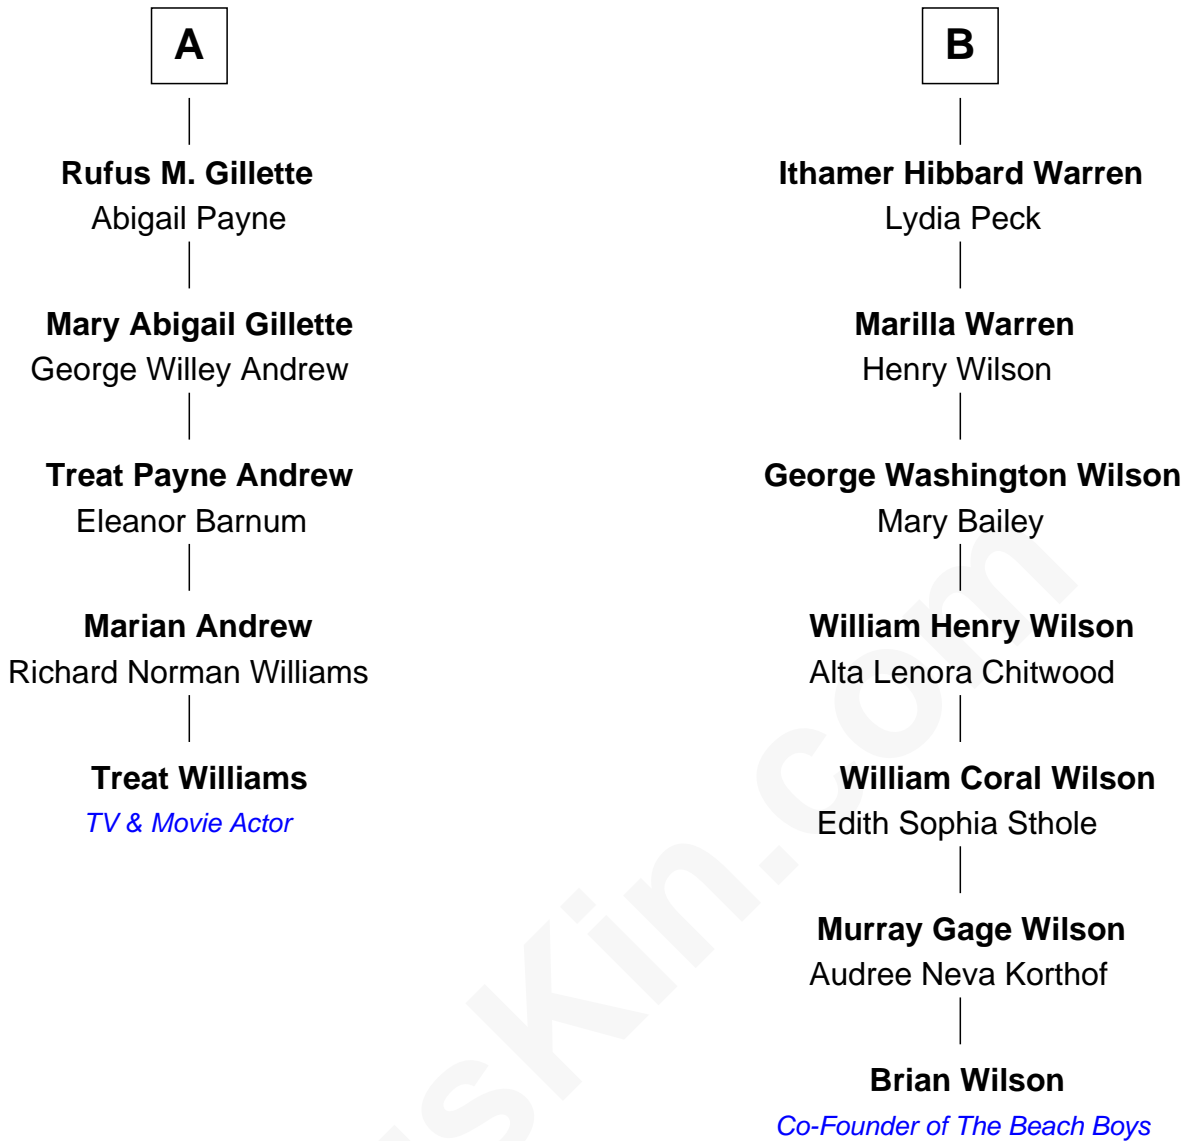 A
Rufus M. Gillette
Abigail Payne
Mary Abigail Gillette
George Willey Andrew
Treat Payne Andrew
Eleanor Barnum
Marian Andrew
Richard Norman Williams
Treat Williams
TV & Movie Actor
B
Ithamer Hibbard Warren
Lydia Peck
Marilla Warren
Henry Wilson
George Washington Wilson
Mary Bailey
William Henry Wilson
Alta Lenora Chitwood
William Coral Wilson
Edith Sophia Sthole
Murray Gage Wilson
Audree Neva Korthof
Brian Wilson
Co-Founder of The Beach Boys